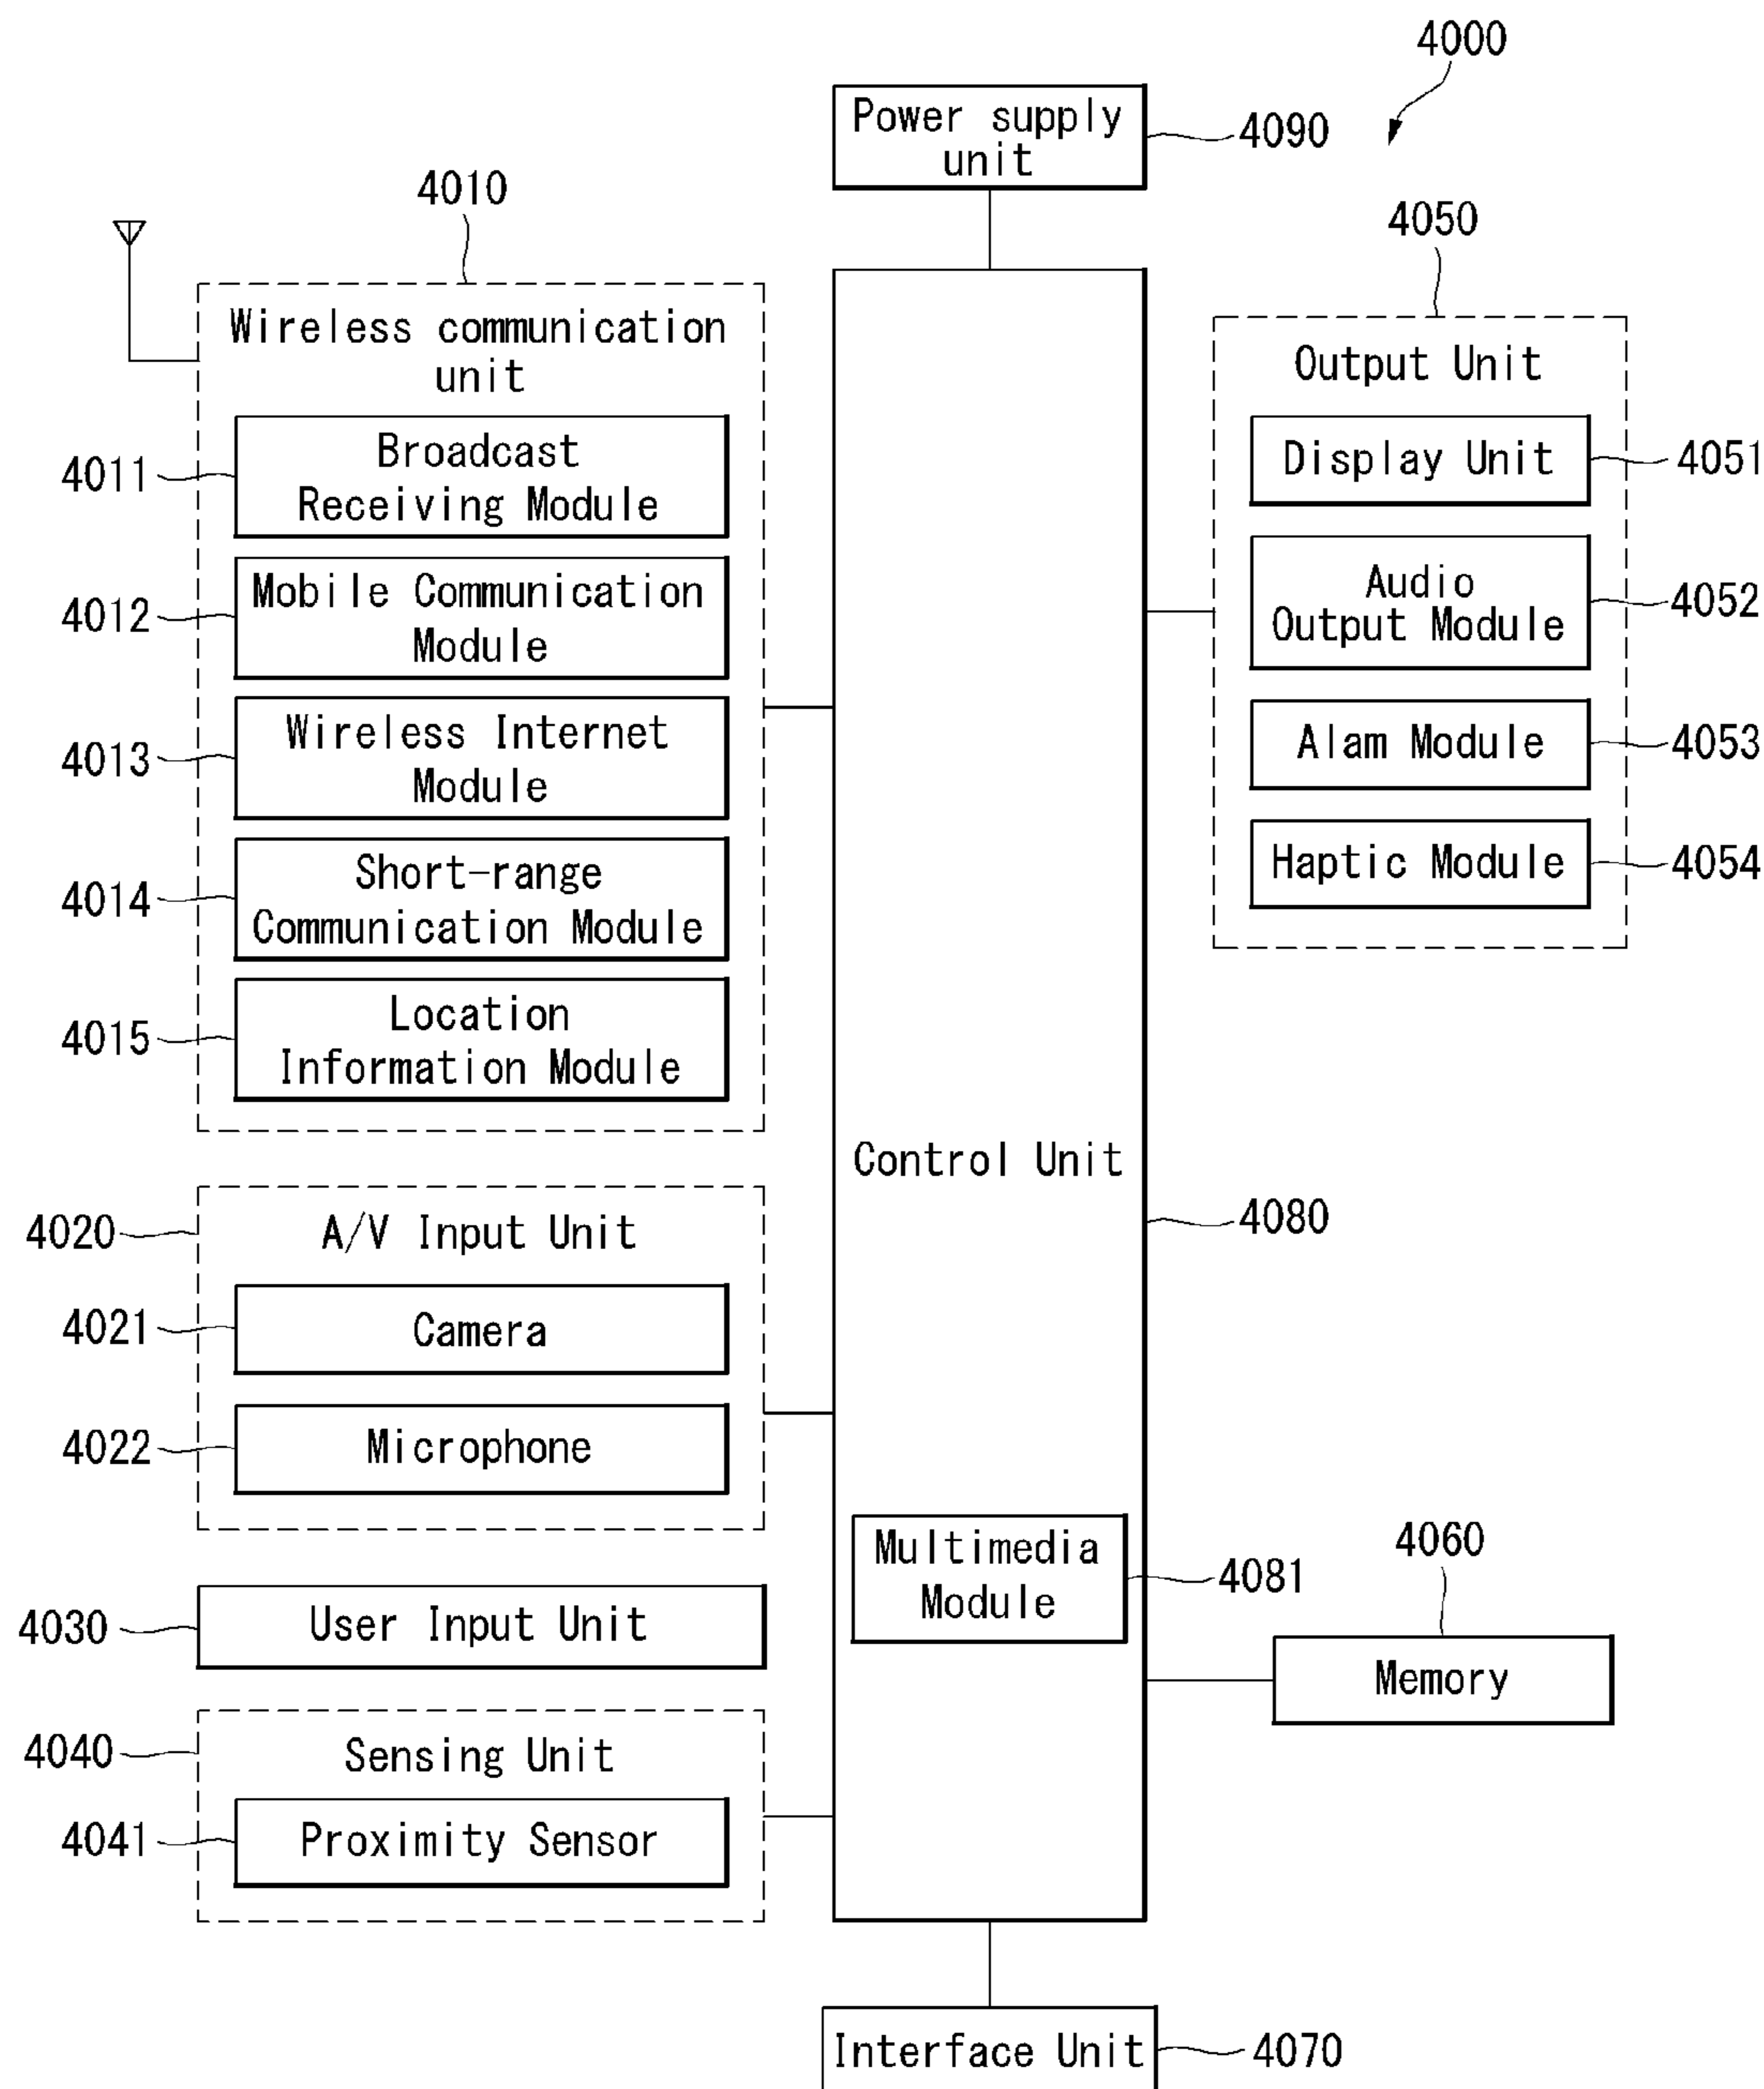 4000
Power supply
unit
4090
4010
4050
Wireless communication
unit
Output Unit
4011
Broadcast
Receiving Module
Display Unit
4051
4012
Mobile Communication
Module
Audio
Output Module
4052
4013
Wireless Internet
Module
Alam Module
4053
4014
Short-range
Communication Module
Haptic Module
4054
4015
Location
Information Module
Control Unit
4080
4020
A/V Input Unit
4021
Camera
4022
Microphone
Multimedia
Module
4081
4060
4030
User Input Unit
Memory
4040
Sensing Unit
4041
Proximity Sensor
Interface Unit
4070